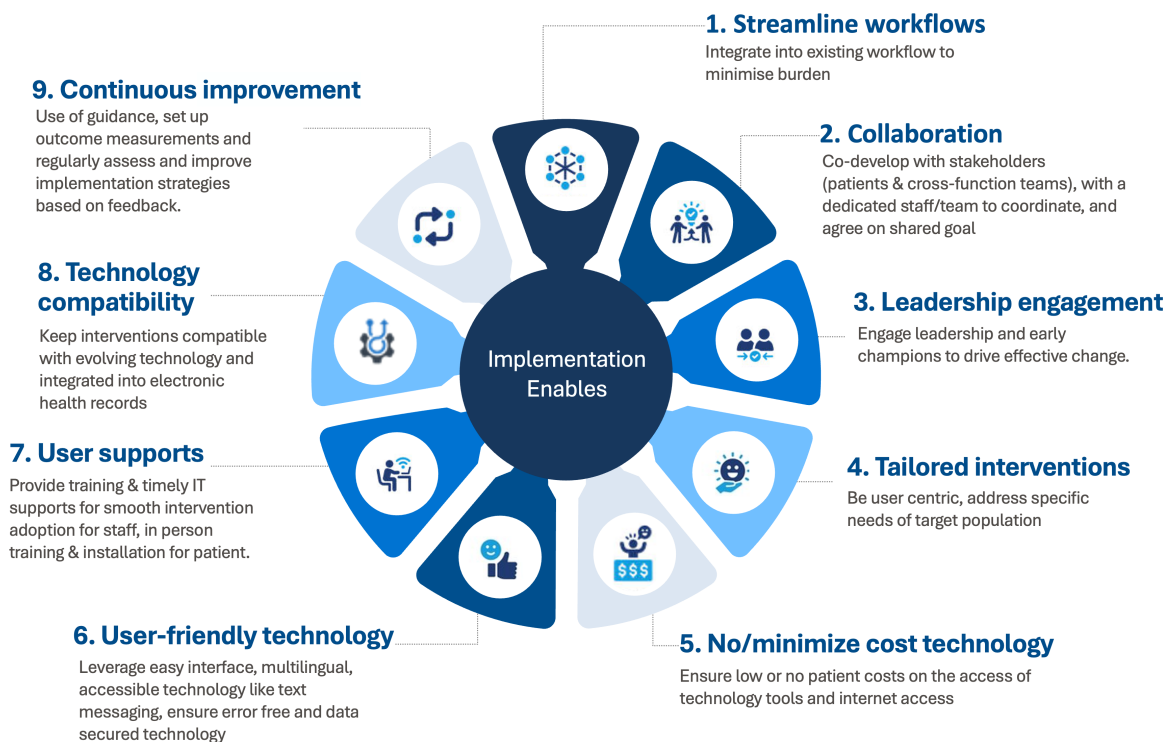 1. Streamline workflows
Integrate into existing workflow to
minimise burden
2. Collaboration
Co-develop with stakeholders
(patients & cross-function teams), with a
dedicated staff/team to coordinate, and
agree on shared goal
3. Leadership engagement
Engage leadership and early
champions to drive effective change.
4. Tailored interventions
Be user centric, address specific
needs of target population
5. No/minimize cost technology
Ensure low or no patient costs on the access of
technology tools and internet access
6. User-friendly technology
Leverage easy interface, multilingual,
accessible technology like text
messaging, ensure error free and data
secured technology
7. User supports
Provide training & timely IT
supports for smooth intervention
adoption for staff, in person
training & installation for patient.
8. Technology
compatibility
Keep interventions compatible
with evolving technology and
integrated into electronic
health records
9. Continuous improvement
Use of guidance, set up
outcome measurements and
regularly assess and improve
implementation strategies
based on feedback.
Implementation
Enables
$$$